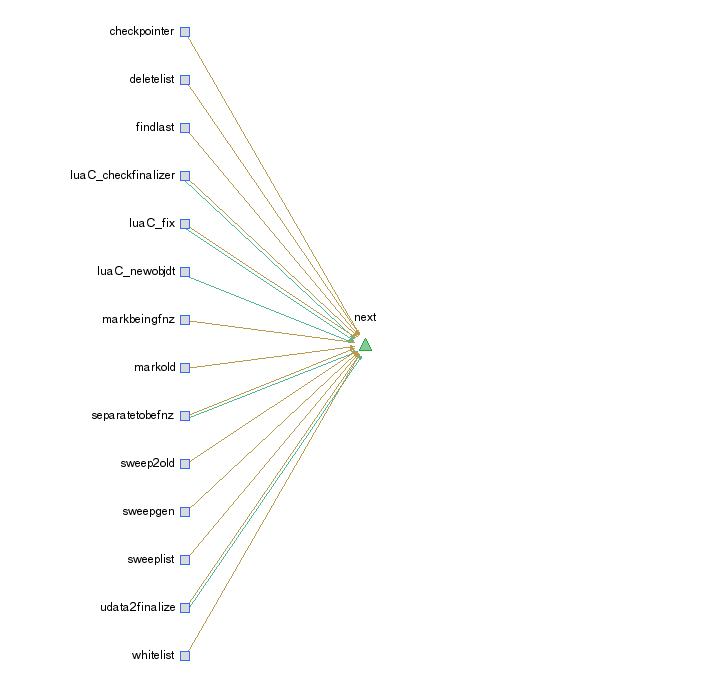 checkpointer
deletelist
findlast
luaC_checkfinalizer
luaC_fix
luaC_newobjdt
markbeingfnz
next
markold
separatetobefnz
sweep2old
sweepgen
sweeplist
udata2finalize
whitelist